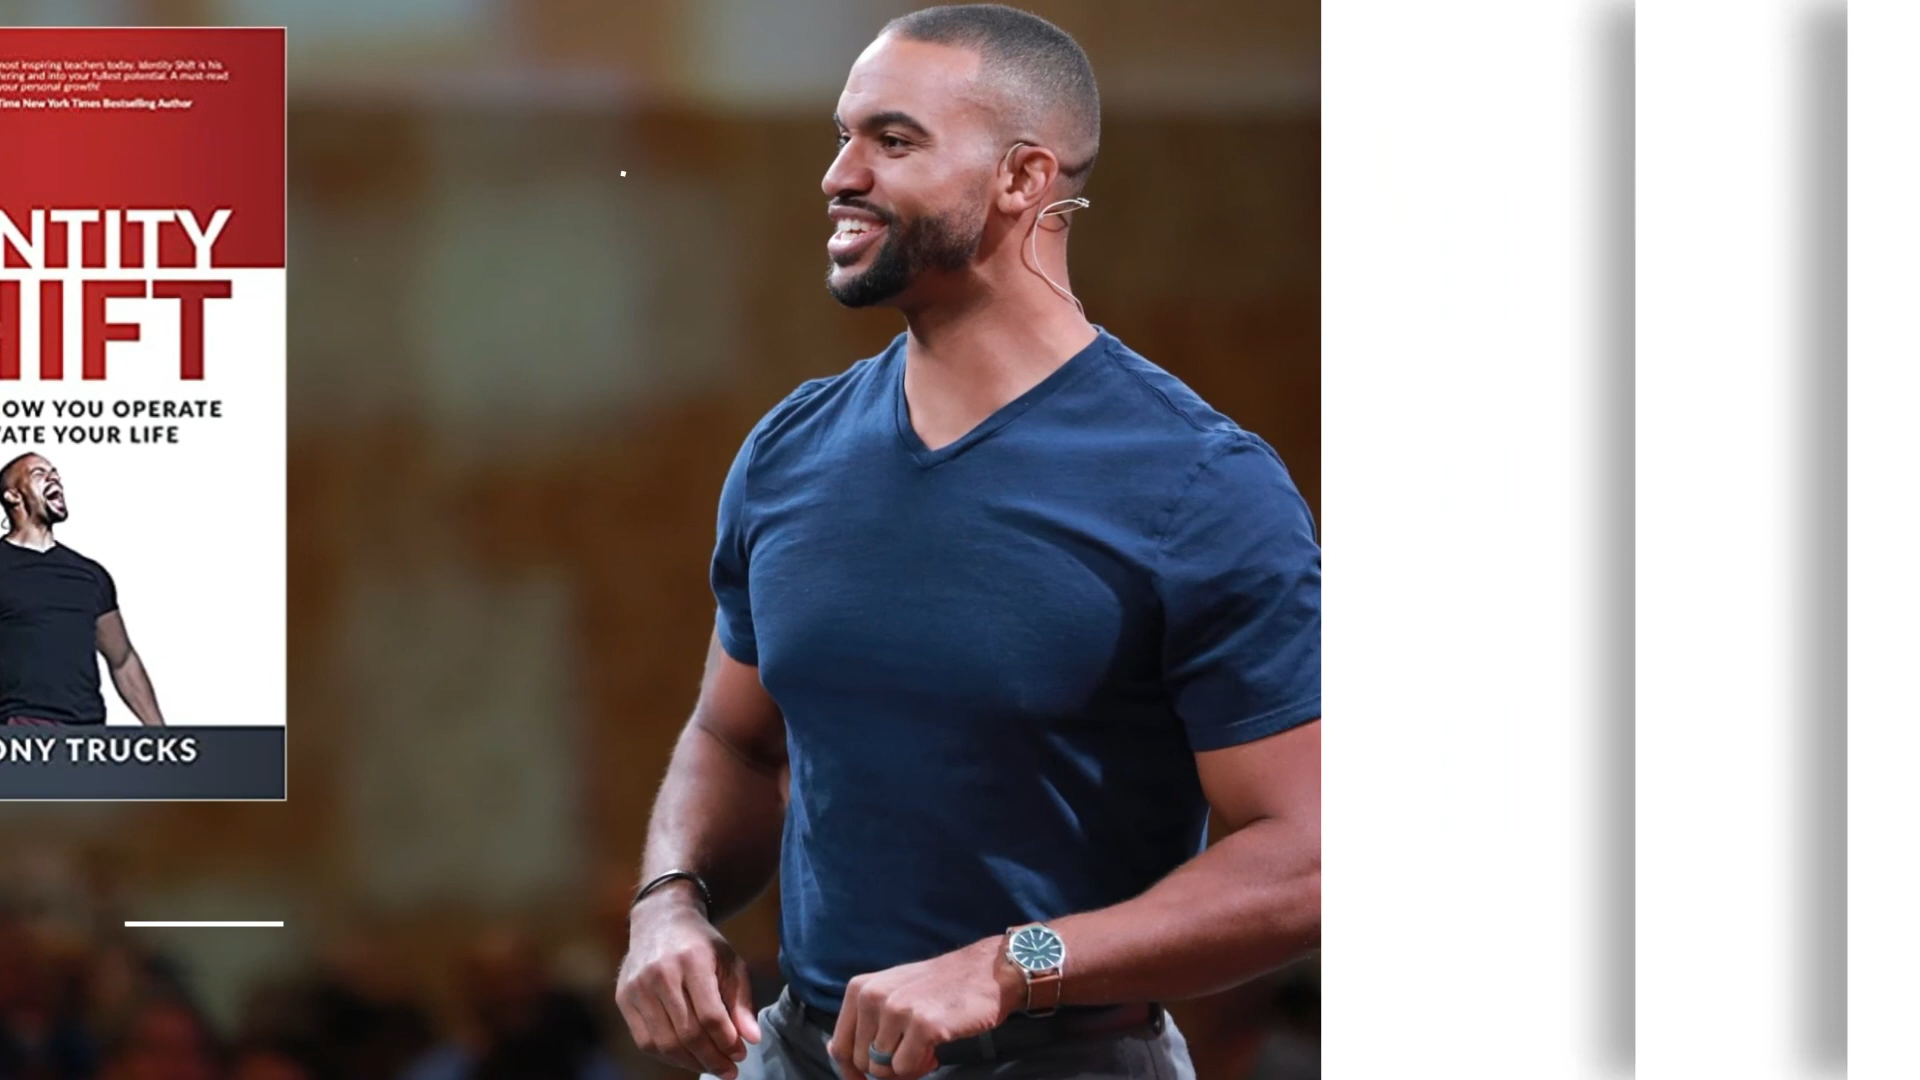 most inspiring teachers today. Identity Shift is his
fering and into your fullest potential. A must-read
your personal growth!
Time New York Times Bestselling Author
NTITY
HIFT
OW YOU OPERATE
ATE YOUR LIFE
ONY TRUCKS